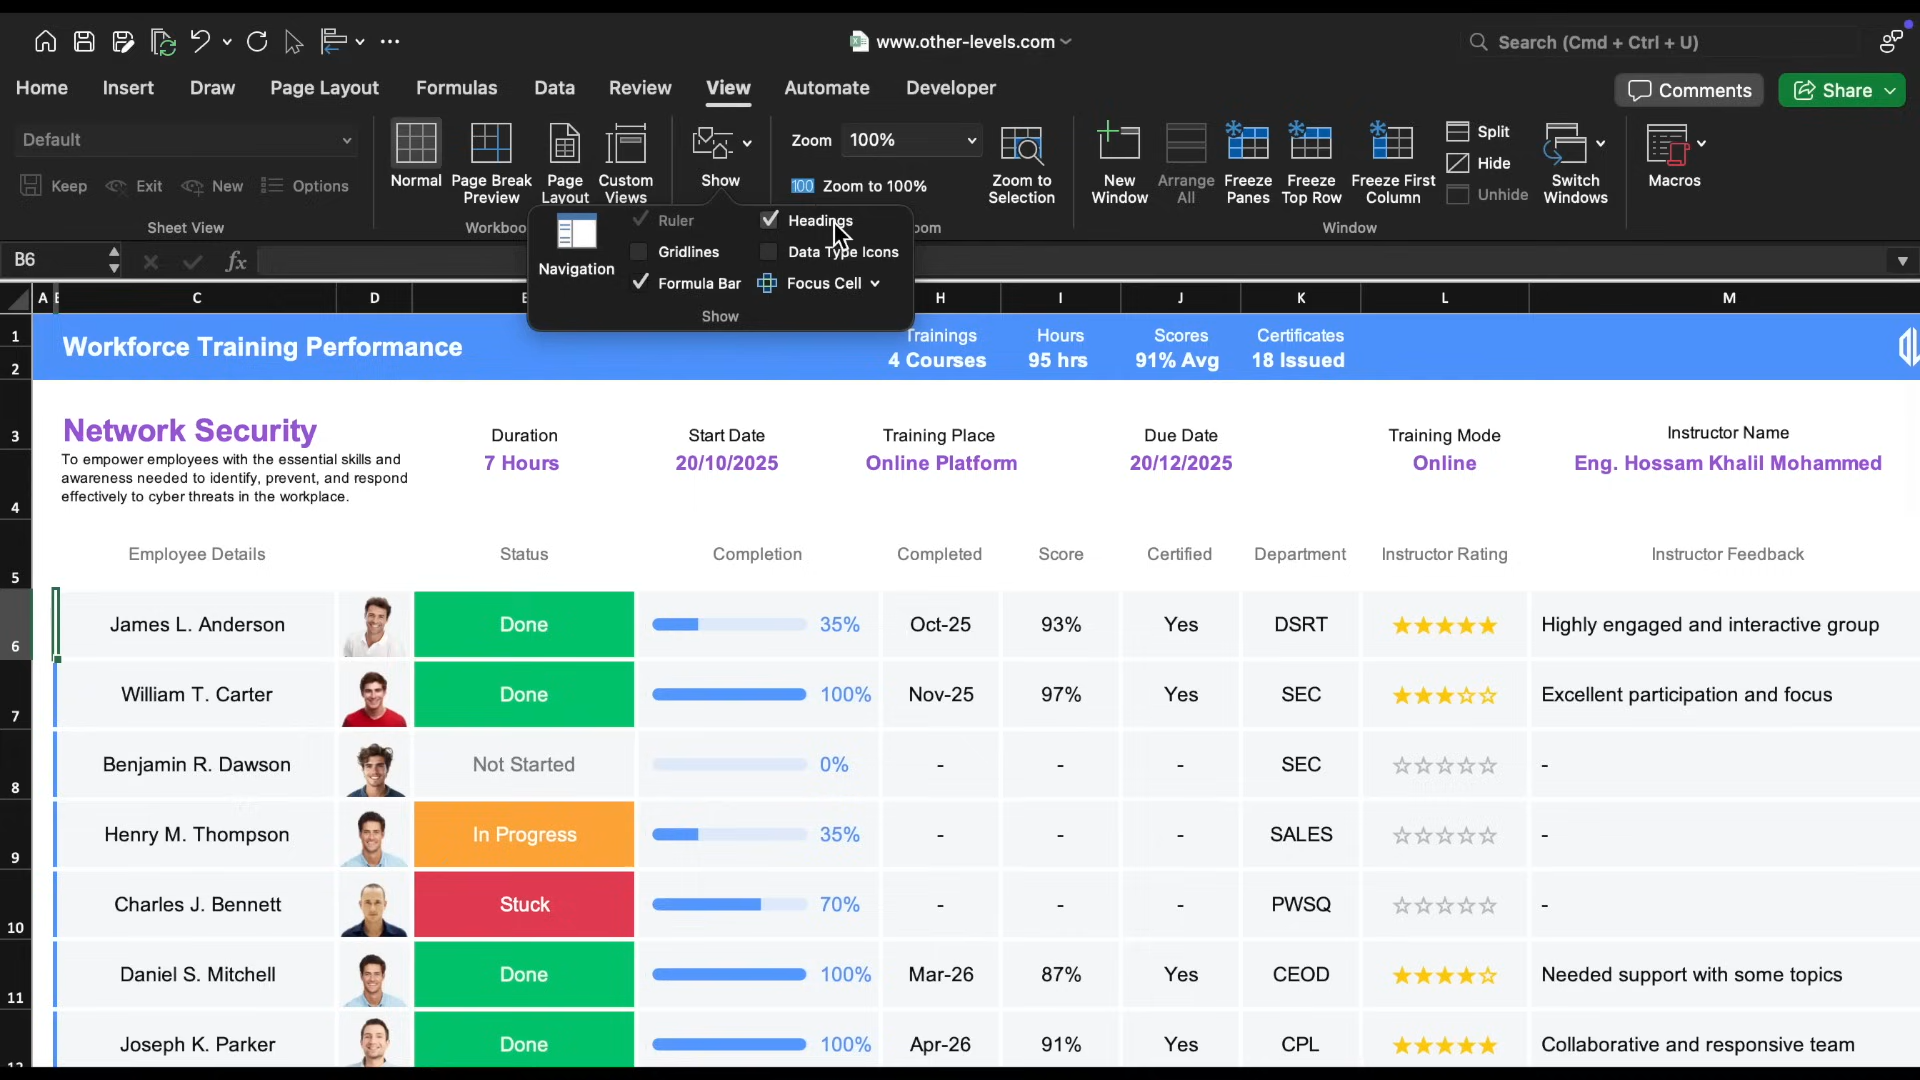 www.other-levels.com
Search (Cmd + Ctrl + U)
Home Insert Draw Page Layout Formulas Data Review View Automate Developer Comments Share
Default
Keep Exit New Options
Sheet View
Normal Page Break Preview Page Layout Custom Views
Show
Zoom 100%
100 Zoom to 100%
Zoom to Selection
New Window Arrange All Freeze Panes Freeze Top Row Freeze First Column
Split
Hide
Unhide
Switch Windows
Macros
Window
B6 fx
Navigation
Ruler Headings
Gridlines Data Type Icons
Formula Bar Focus Cell
Show
A C D H I J K L M
1
2
Workforce Training Performance
Trainings Hours Scores Certificates
4 Courses 95 hrs 91% Avg 18 Issued
3
Network Security
To empower employees with the essential skills and
awareness needed to identify, prevent, and respond
effectively to cyber threats in the workplace.
Duration Start Date Training Place Due Date Training Mode Instructor Name
7 Hours 20/10/2025 Online Platform 20/12/2025 Online Eng. Hossam Khalil Mohammed
4
5 Employee Details Status Completion Completed Score Certified Department Instructor Rating Instructor Feedback
6 James L. Anderson Done 35% Oct-25 93% Yes DSRT Highly engaged and interactive group
7 William T. Carter Done 100% Nov-25 97% Yes SEC Excellent participation and focus
8 Benjamin R. Dawson Not Started 0% - - - SEC -
9 Henry M. Thompson In Progress 35% - - - SALES -
10 Charles J. Bennett Stuck 70% - - - PWSQ -
11 Daniel S. Mitchell Done 100% Mar-26 87% Yes CEOD Needed support with some topics
Joseph K. Parker Done 100% Apr-26 91% Yes CPL Collaborative and responsive team